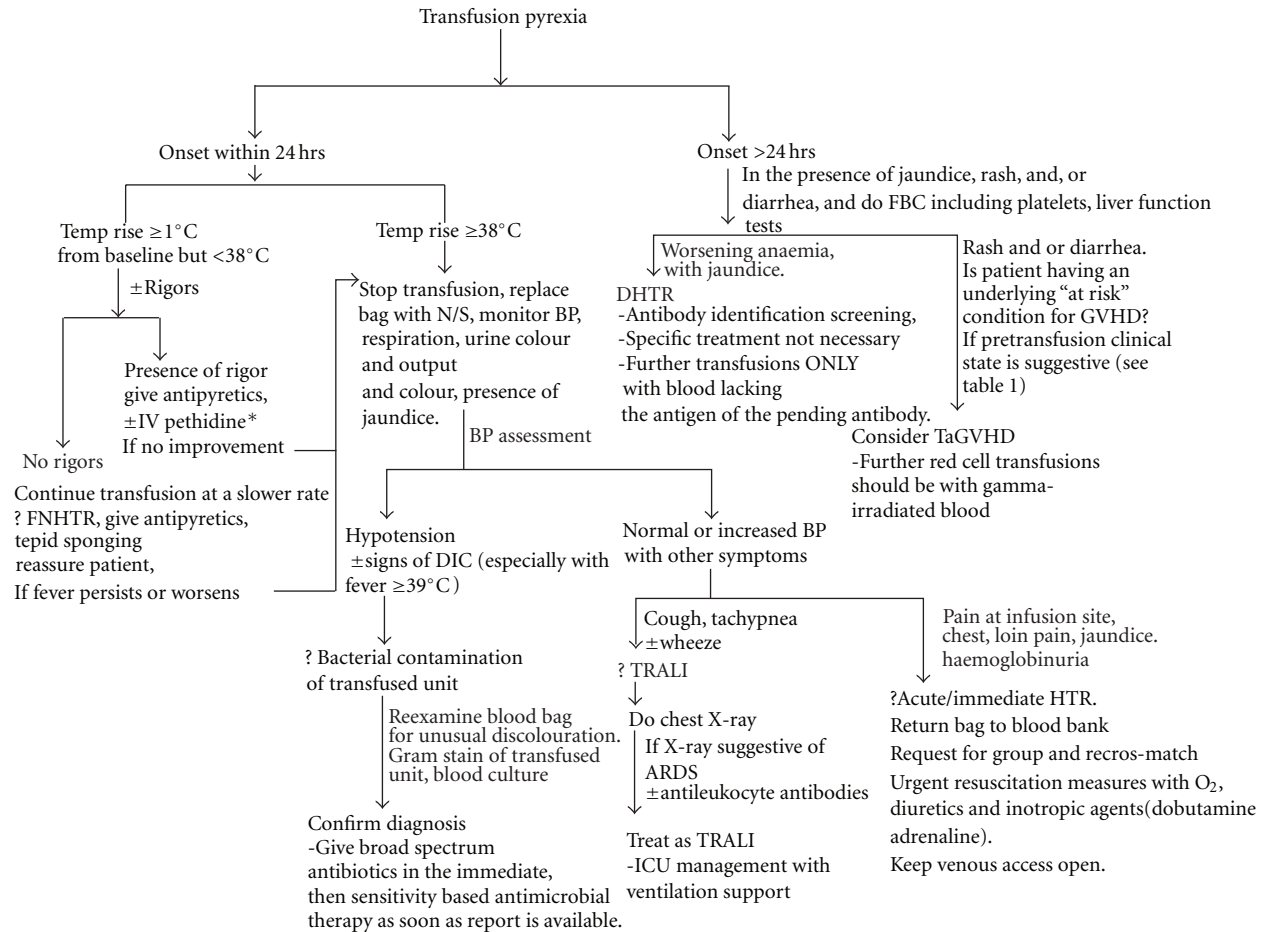 Transfusion pyrexia
Onset within 24 hrs
Temp rise ≥1°C
from baseline but <38°C
±Rigors
No rigors
Continue transfusion at a slower rate
? FNHTR, give antipyretics,
tepid sponging
reassure patient,
If fever persists or worsens
Presence of rigor
give antipyretics,
±IV pethidine*
If no improvement
Temp rise ≥38°C
Stop transfusion, replace
bag with N/S, monitor BP,
respiration, urine colour
and output
and colour, presence of
jaundice.
BP assessment
Hypotension
±signs of DIC (especially with
fever ≥39°C)
? Bacterial contamination
of transfused unit
Reexamine blood bag
for unusual discolouration.
Gram stain of transfused
unit, blood culture
Confirm diagnosis
-Give broad spectrum
antibiotics in the immediate,
then sensitivity based antimicrobial
therapy as soon as report is available.
Normal or increased BP
with other symptoms
Cough, tachypnea
±wheeze
? TRALI
Do chest X-ray
If X-ray suggestive of
ARDS
±antileukocyte antibodies
Treat as TRALI
-ICU management with
ventilation support
Pain at infusion site,
chest, loin pain, jaundice.
haemoglobinuria
?Acute/immediate HTR.
Return bag to blood bank
Request for group and recros-match
Urgent resuscitation measures with O₂,
diuretics and inotropic agents(dobutamine
adrenaline).
Keep venous access open.
Onset >24 hrs
In the presence of jaundice, rash, and, or
diarrhea, and do FBC including platelets, liver function
tests
Worsening anaemia,
with jaundice.
DHTR
-Antibody identification screening,
-Specific treatment not necessary
-Further transfusions ONLY
with blood lacking
the antigen of the pending antibody.
Rash and or diarrhea.
Is patient having an
underlying “at risk”
condition for GVHD?
If pretransfusion clinical
state is suggestive (see
table 1)
Consider TaGVHD
-Further red cell transfusions
should be with gamma-
irradiated blood